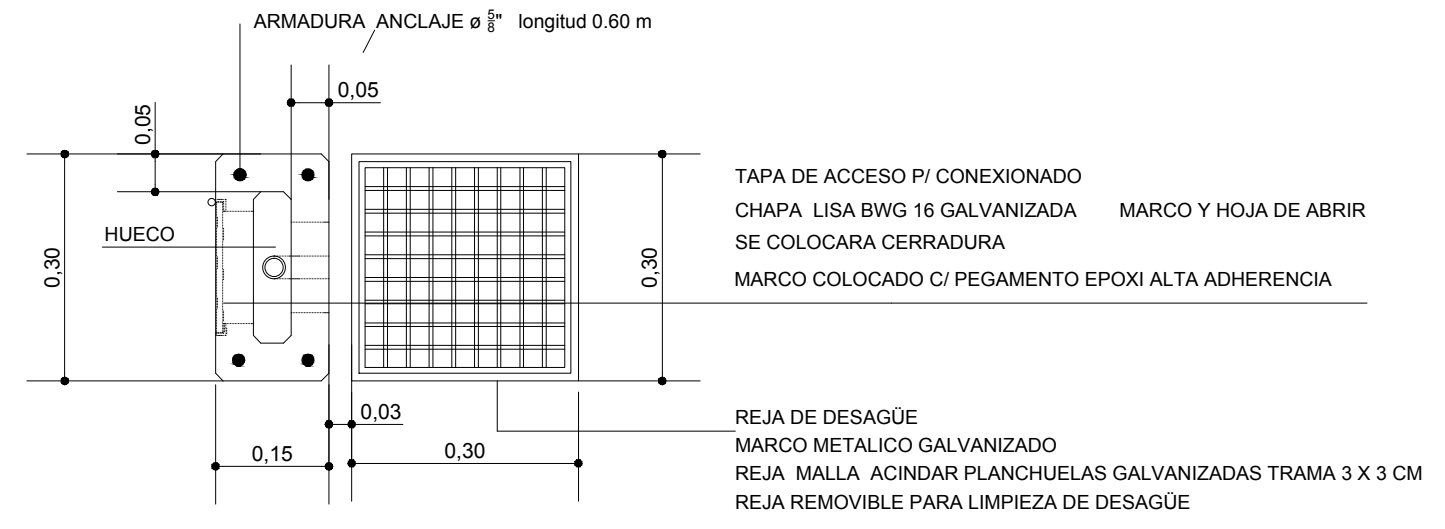 ARMADURA ANCLAJE ø 5/8" longitud 0.60 m
0,05
0,05
TAPA DE ACCESO P/ CONEXIONADO
CHAPA LISA BWG 16 GALVANIZADA MARCO Y HOJA DE ABRIR
HUECO
SE COLOCARA CERRADURA
0,30
0,30
MARCO COLOCADO C/ PEGAMENTO EPOXI ALTA ADHERENCIA
0,03
REJA DE DESAGÜE
MARCO METALICO GALVANIZADO
0,15
0,30
REJA MALLA ACINDAR PLANCHUELAS GALVANIZADAS TRAMA 3 X 3 CM
REJA REMOVIBLE PARA LIMPIEZA DE DESAGÜE